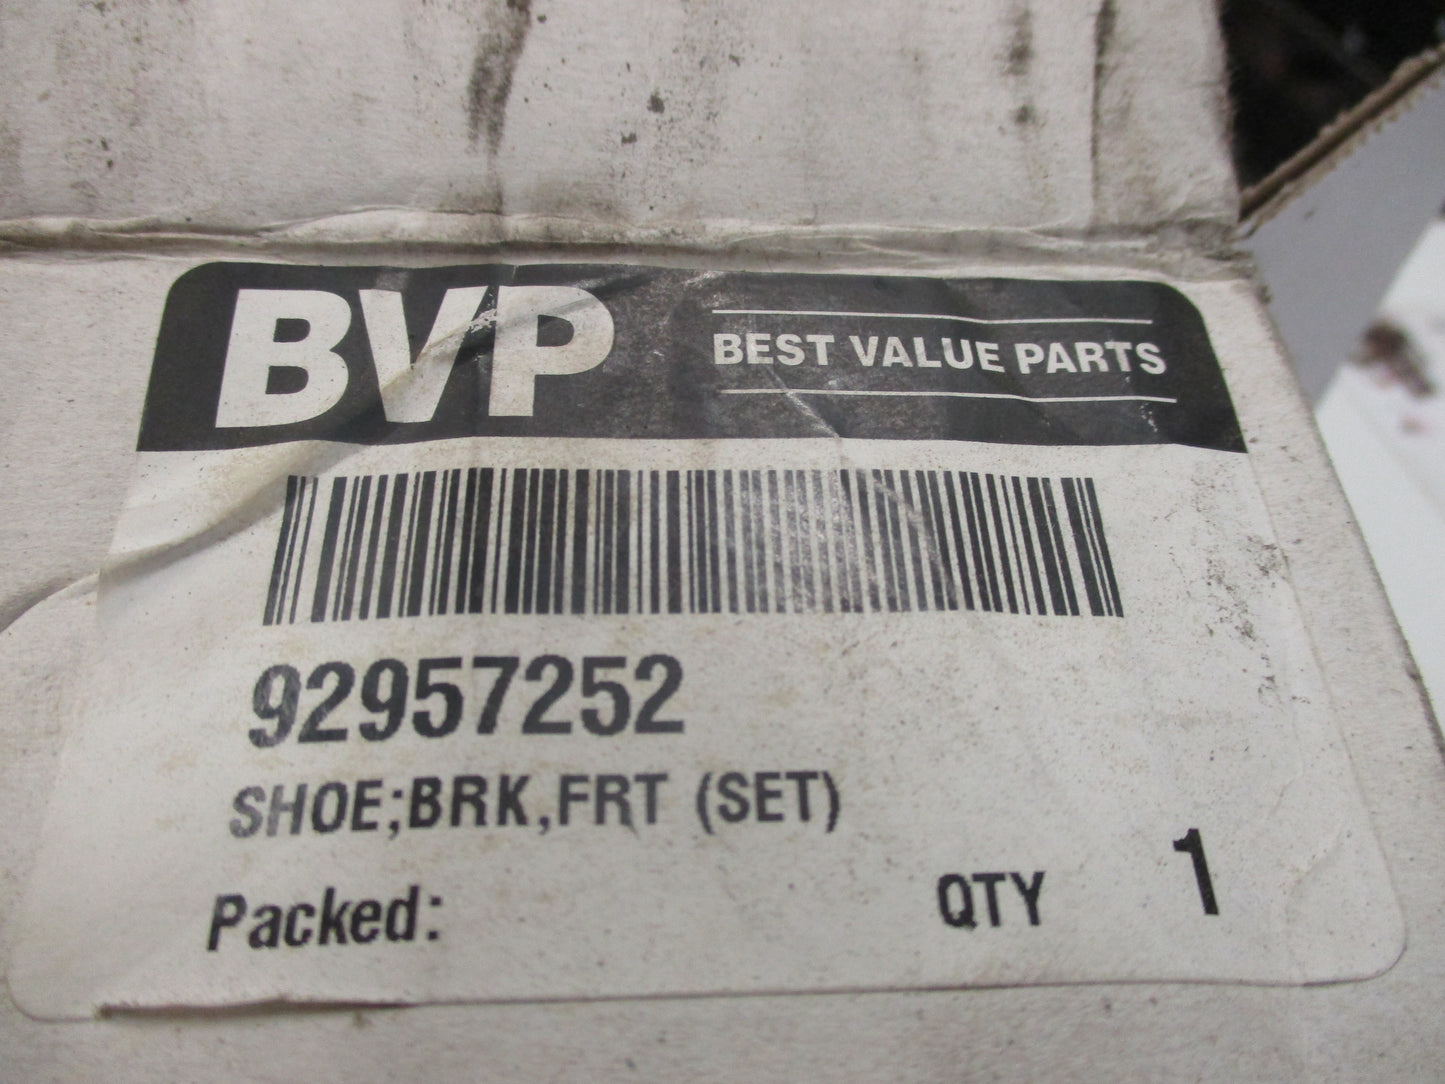 BVP
BEST VALUE PARTS
92957252
SHOE;BRK,FRT (SET)
Packed:
QTY 1